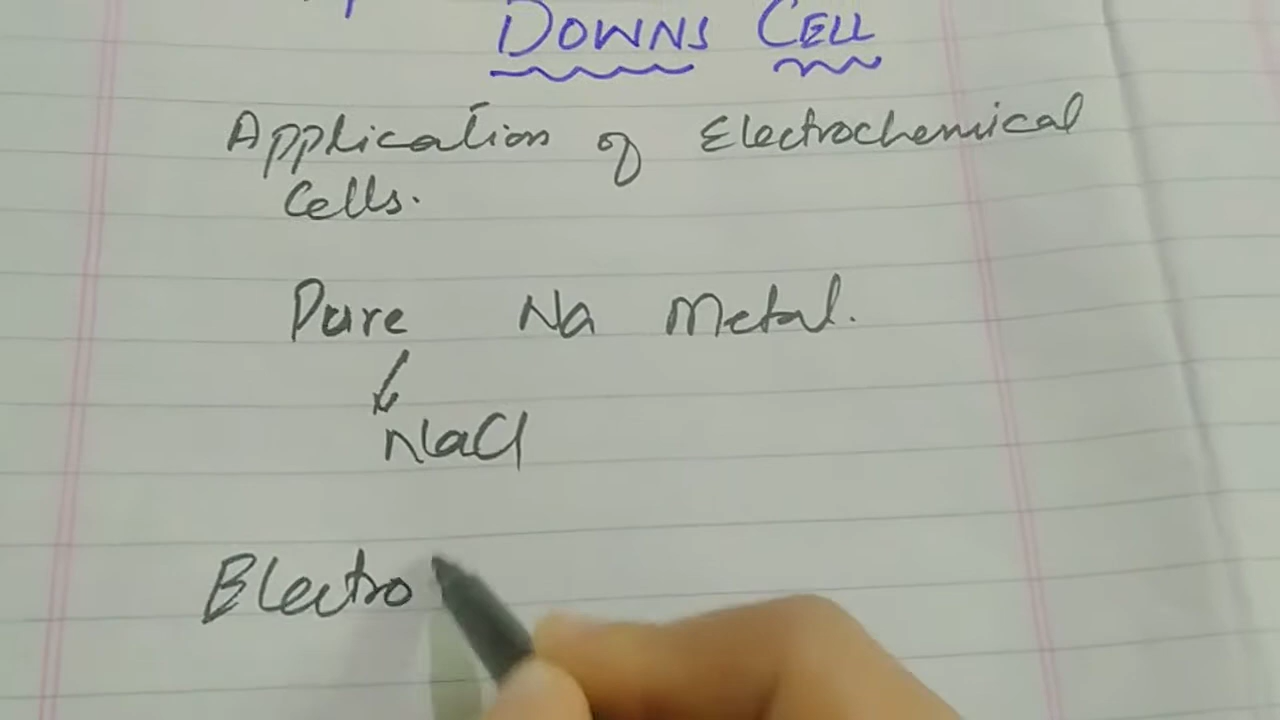 DOWNS CELL
Application of Electrochemical
Cells.
Pure Na Metal.
NaCl
Electro